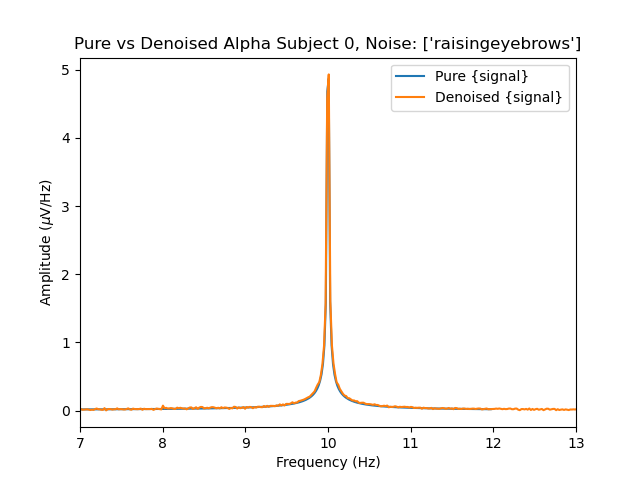 Pure vs Denoised Alpha Subject 0, Noise: ['raisingeyebrows']
Pure {signal}
Denoised {signal}
Amplitude (μV/Hz)
5
4
3
2
1
0
7 8 9 10 11 12 13
Frequency (Hz)